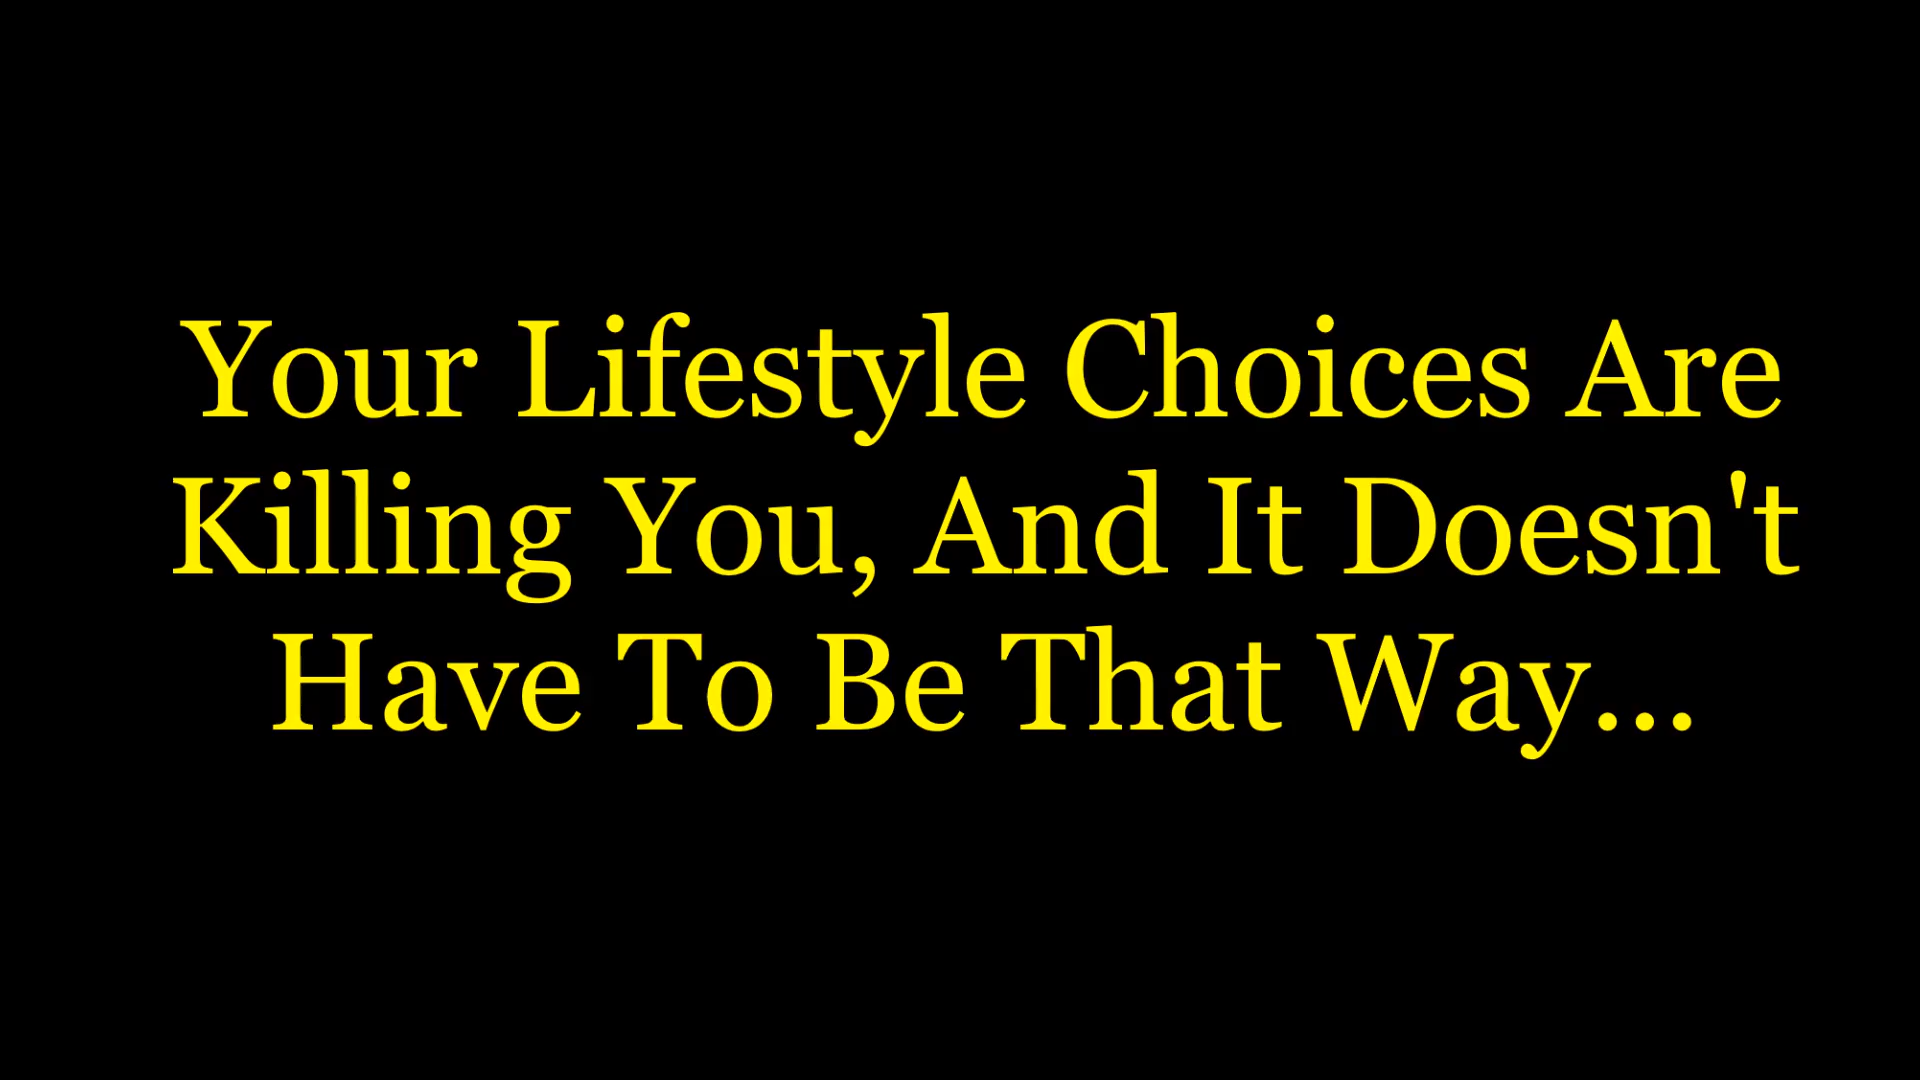 Your Lifestyle Choices Are
Killing You, And It Doesn't
Have To Be That Way...